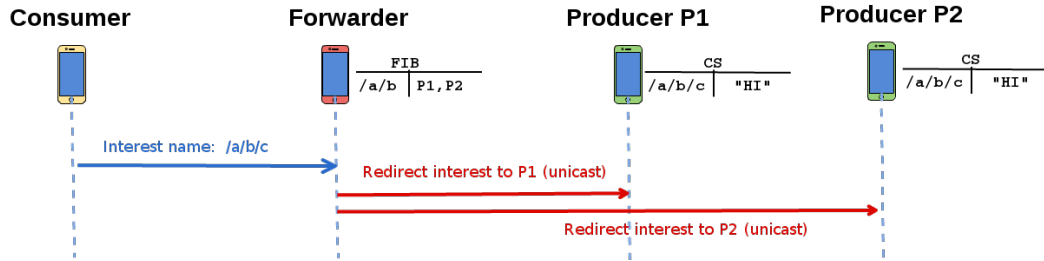 Consumer
Forwarder
Producer P1
Producer P2
FIB
/a/b P1,P2
CS
/a/b/c "HI"
CS
/a/b/c "HI"
Interest name: /a/b/c
Redirect interest to P1 (unicast)
Redirect interest to P2 (unicast)